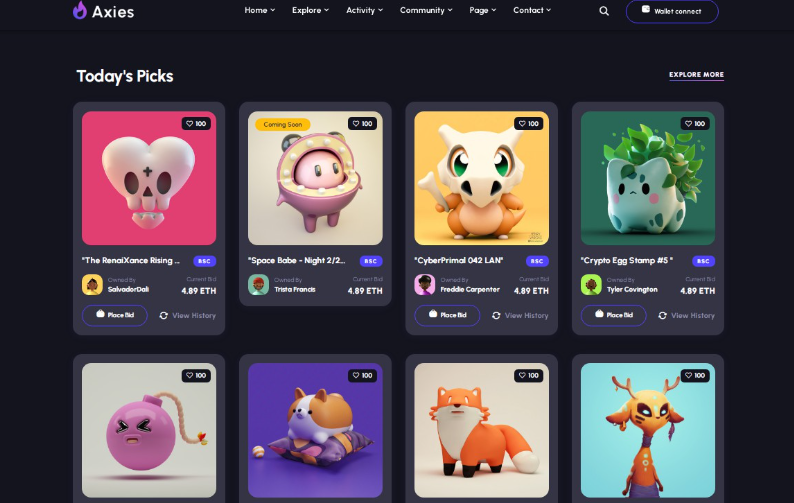 Axies
Home
Explore
Activity
Community
Page
Contact
Wallet connect
Today's Picks
EXPLORE MORE
100
Coming Soon
100
100
100
"The RenaiXance Rising ...
BSC
"Space Babe - Night 2/2...
BSC
"CyberPrimal 042 LAN"
BSC
"Crypto Egg Stamp #5 "
BSC
Owned By
SalvadorDali
Current Bid
4.89 ETH
Owned By
Trista Francis
Current Bid
4.89 ETH
Owned By
Freddie Carpenter
Current Bid
4.89 ETH
Owned By
Tyler Covington
Current Bid
4.89 ETH
Place Bid
View History
Place Bid
View History
Place Bid
View History
100
100
100
100